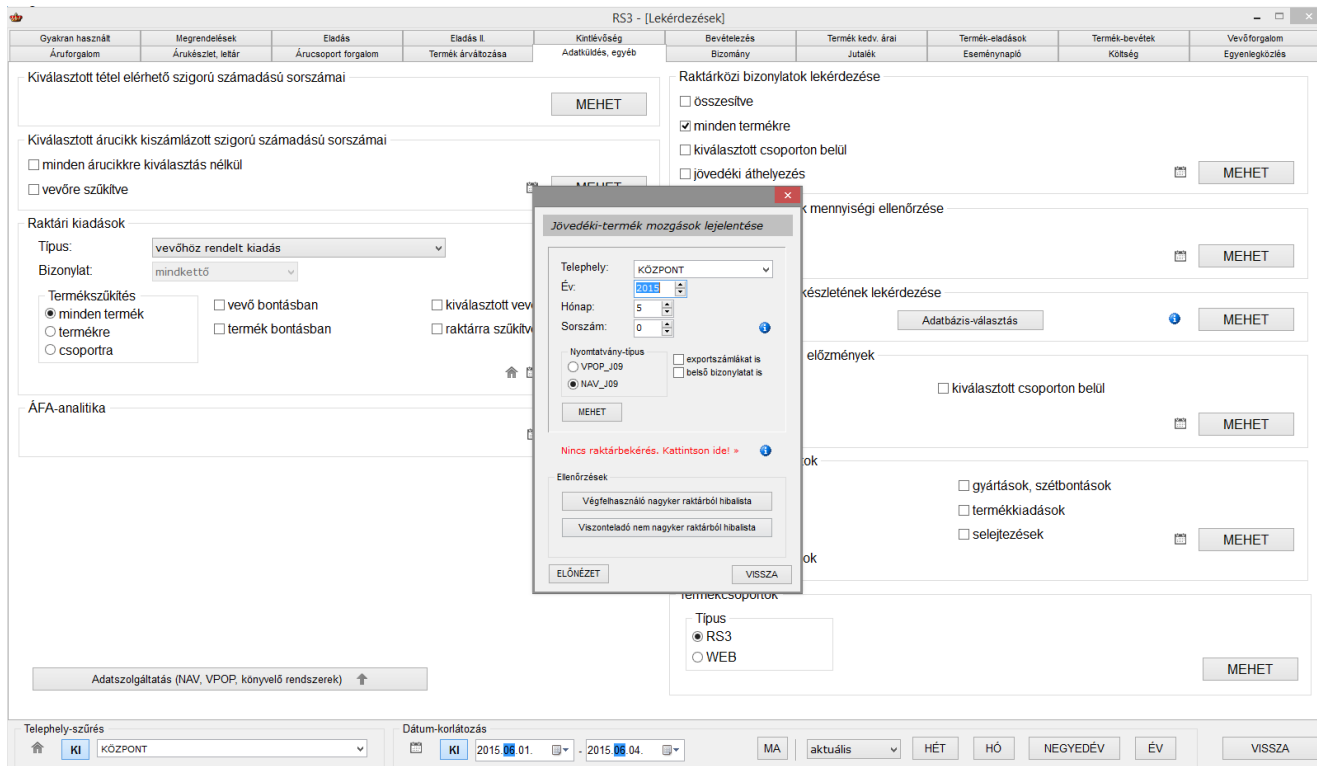 RS3 - [Lekérdezések]
Gyakran használt Megrendelések Eladás Eladás II. Kintlévőség Bevételezés Termék kedv. árai Termék-eladások Termék-bevétek Vevőforgalom
Áruforgalom Árukészlet, leltár Árucsoport forgalom Termék árváltozása Adatküldés, egyéb Bizomány Jutalék Eseménynapló Költség Egyenlegközlés
Kiválasztott tétel elérhető szigorú számadású sorszámai
MEHET
Kiválasztott árucikk kiszámlázott szigorú számadású sorszámai
minden árucikkre kiválasztás nélkül
vevőre szűkítve
MEHET
Raktári kiadások
Típus: vevőhöz rendelt kiadás
Bizonylat: mindkettő
Termékszűkítés
minden termék
termékre
csoportra
vevő bontásban
termék bontásban
kiválasztott vev
raktárra szűkítv
ÁFA-analitika
Adatszolgáltatás (NAV, VPOP, könyvelő rendszerek)
Raktárközi bizonylatok lekérdezése
összesítve
minden termékre
kiválasztott csoporton belül
jövedéki áthelyezés
MEHET
k mennyiségi ellenőrzése
MEHET
készletének lekérdezése
Adatbázis-választás
MEHET
előzmények
kiválasztott csoporton belül
MEHET
ok
gyártások, szétbontások
termékkiadások
selejtezések
MEHET
ok
Termékcsoportok
Típus
RS3
WEB
MEHET
Jövedéki-termék mozgások lejelentése
Telephely: KÖZPONT
Év: 2015
Hónap: 5
Sorszám: 0
Nyomtatvány-típus
VPOP_J09
NAV_J09
exportszámlákat is
belső bizonylatat is
MEHET
Nincs raktárbekérés. Kattintson ide! »
Ellenőrzések
Végfelhasználó nagyker raktárból hibalista
Viszonteladó nem nagyker raktárból hibalista
ELŐNÉZET VISSZA
Telephely-szűrés
KI KÖZPONT
Dátum-korlátozás
KI 2015.06.01. - 2015.06.04.
MA aktuális HÉT HÓ NEGYEDÉV ÉV VISSZA